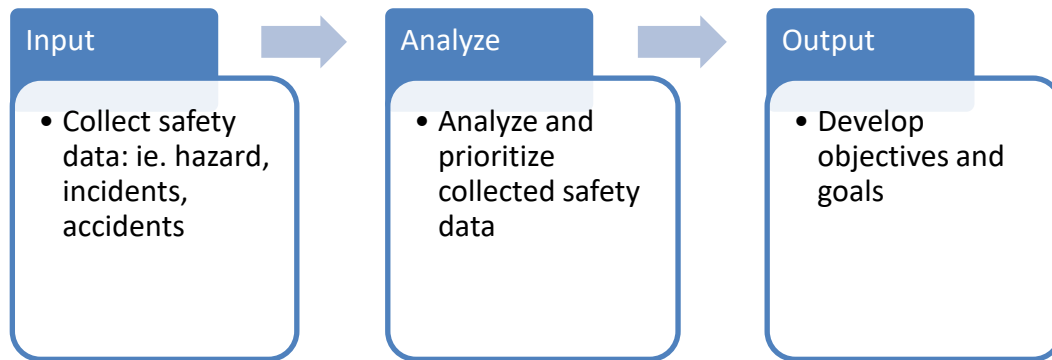 Input
• Collect safety
data: ie. hazard,
incidents,
accidents
Analyze
• Analyze and
prioritize
collected safety
data
Output
• Develop
objectives and
goals